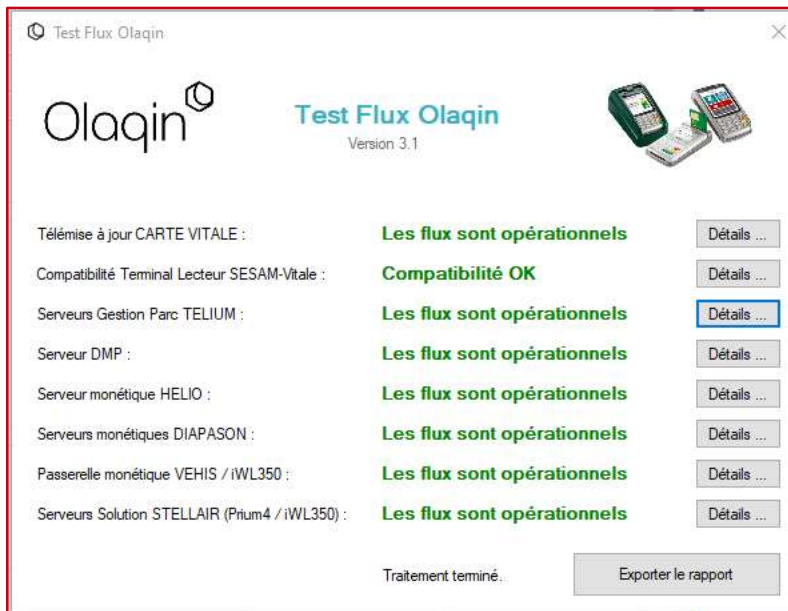 Test Flux Olaqin
Olaqin
Test Flux Olaqin
Version 3.1
Télémise à jour CARTE VITALE : Les flux sont opérationnels Détails ...
Compatibilité Terminal Lecteur SESAM-Vitale : Compatibilité OK Détails ...
Serveurs Gestion Parc TELIUM : Les flux sont opérationnels Détails ...
Serveur DMP : Les flux sont opérationnels Détails ...
Serveur monétique HELIO : Les flux sont opérationnels Détails ...
Serveurs monétiques DIAPASON : Les flux sont opérationnels Détails ...
Passerelle monétique VEHIS / iWL350 : Les flux sont opérationnels Détails ...
Serveurs Solution STELLAIR (Prium4 / iWL350) : Les flux sont opérationnels Détails ...
Traitement terminé. Exporter le rapport